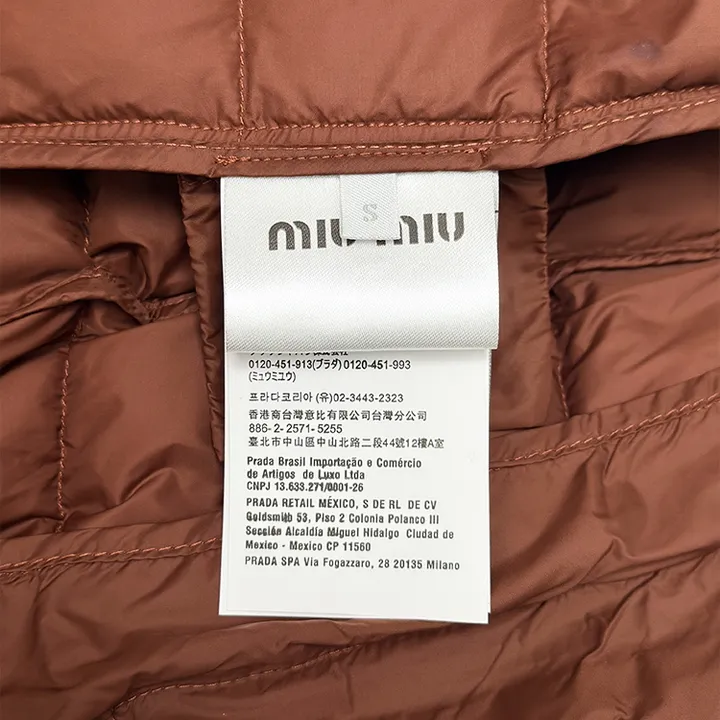 miu miu
S
0120-451-913(プラダ)0120-451-993
(ミュウミュウ)
프라다코리아 (유)02-3443-2323
香港商台灣意比有限公司台灣分公司
886-2-2571-5255
臺北市中山區中山北路二段44號12樓A室
Prada Brasil Importação e Comércio
de Artigos de Luxo Ltda
CNPJ 13.633.271/0001-26
PRADA RETAIL MÉXICO, S DE RL DE CV
Goldsmith 53, Piso 2 Colonia Polanco III
Sección Alcaldía Miguel Hidalgo Ciudad de
Mexico - Mexico CP 11560
PRADA SPA Via Fogazzaro, 28 20135 Milano